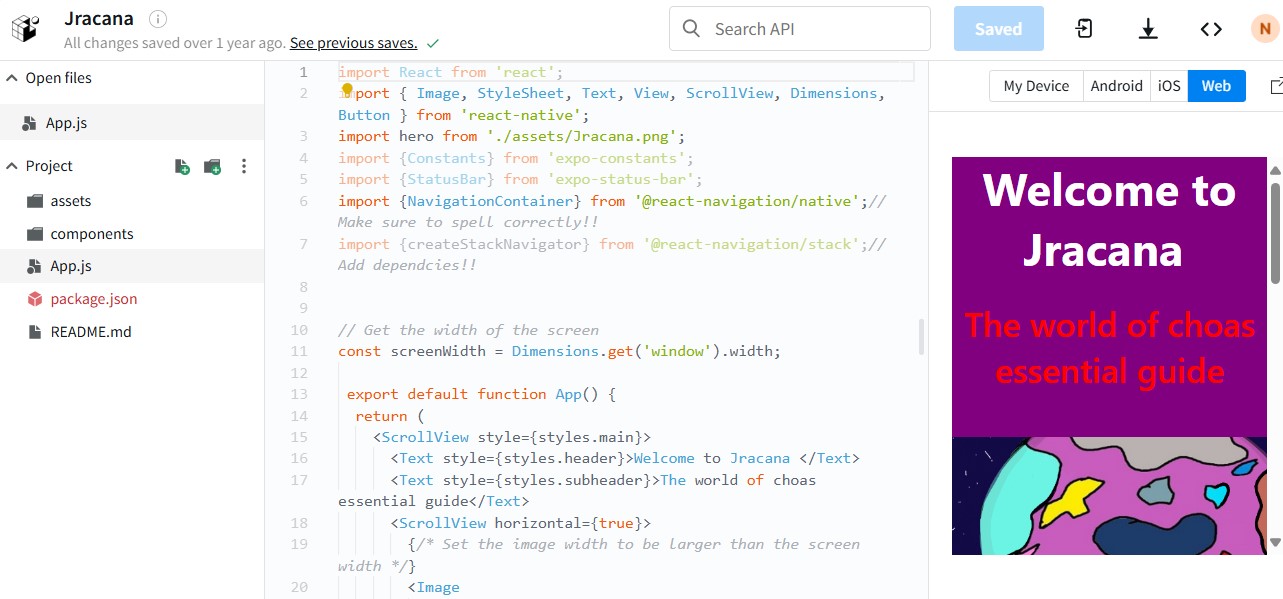 Jracana
All changes saved over 1 year ago. See previous saves.
Search API
Saved
N
Open files
App.js
Project
assets
components
App.js
package.json
README.md
1 import React from 'react';
2 import { Image, StyleSheet, Text, View, ScrollView, Dimensions,
Button } from 'react-native';
3 import hero from './assets/Jracana.png';
4 import {Constants} from 'expo-constants';
5 import {StatusBar} from 'expo-status-bar';
6 import {NavigationContainer} from '@react-navigation/native';//
Make sure to spell correctly!!
7 import {createStackNavigator} from '@react-navigation/stack';//
Add dependcies!!
8
9
10 // Get the width of the screen
11 const screenWidth = Dimensions.get('window').width;
12
13 export default function App() {
14 return (
15 <ScrollView style={styles.main}>
16 <Text style={styles.header}>Welcome to Jracana </Text>
17 <Text style={styles.subheader}>The world of choas
essential guide</Text>
18 <ScrollView horizontal={true}>
19 {/* Set the image width to be larger than the screen
width */}
20 <Image
My Device Android iOS Web
Welcome to
Jracana
The world of choas
essential guide